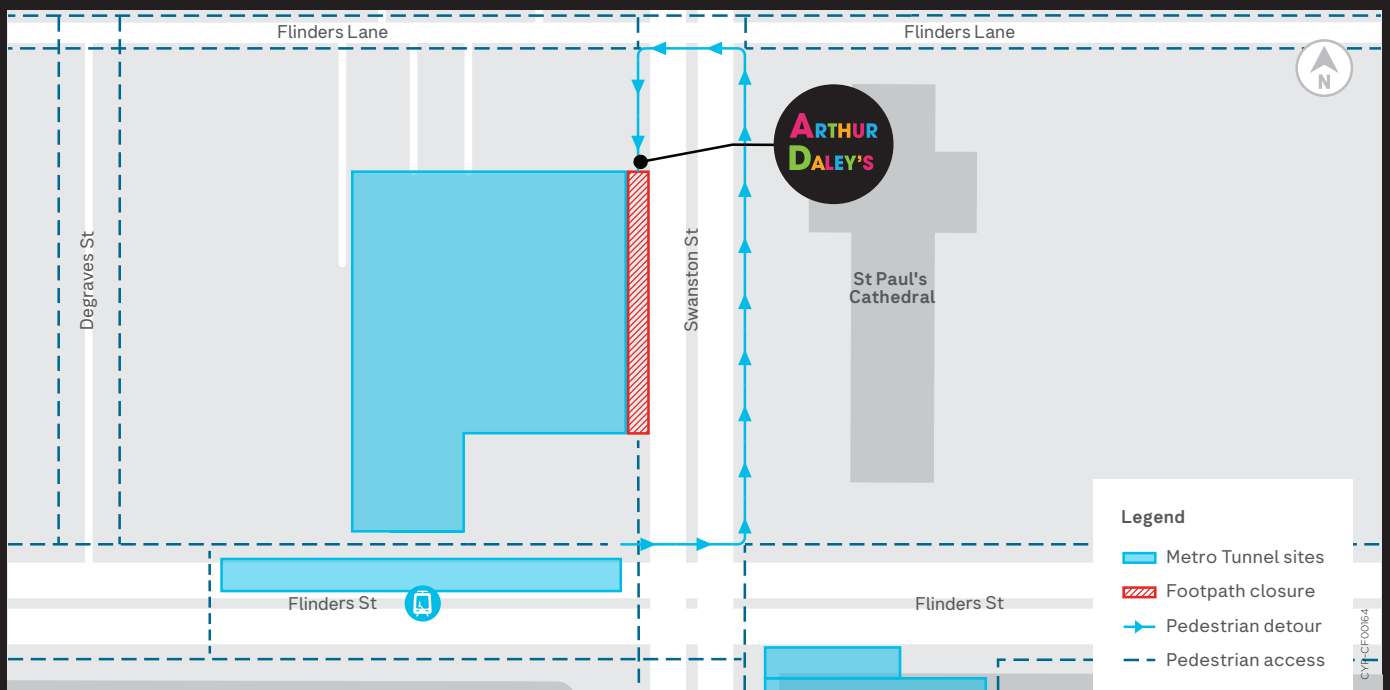 Flinders Lane
Flinders Lane
N
ARTHUR
DALEY'S
Degraves St
Swanston St
St Paul's
Cathedral
Legend
Metro Tunnel sites
Footpath closure
Pedestrian detour
Pedestrian access
Flinders St
Flinders St
CYP-CF00164